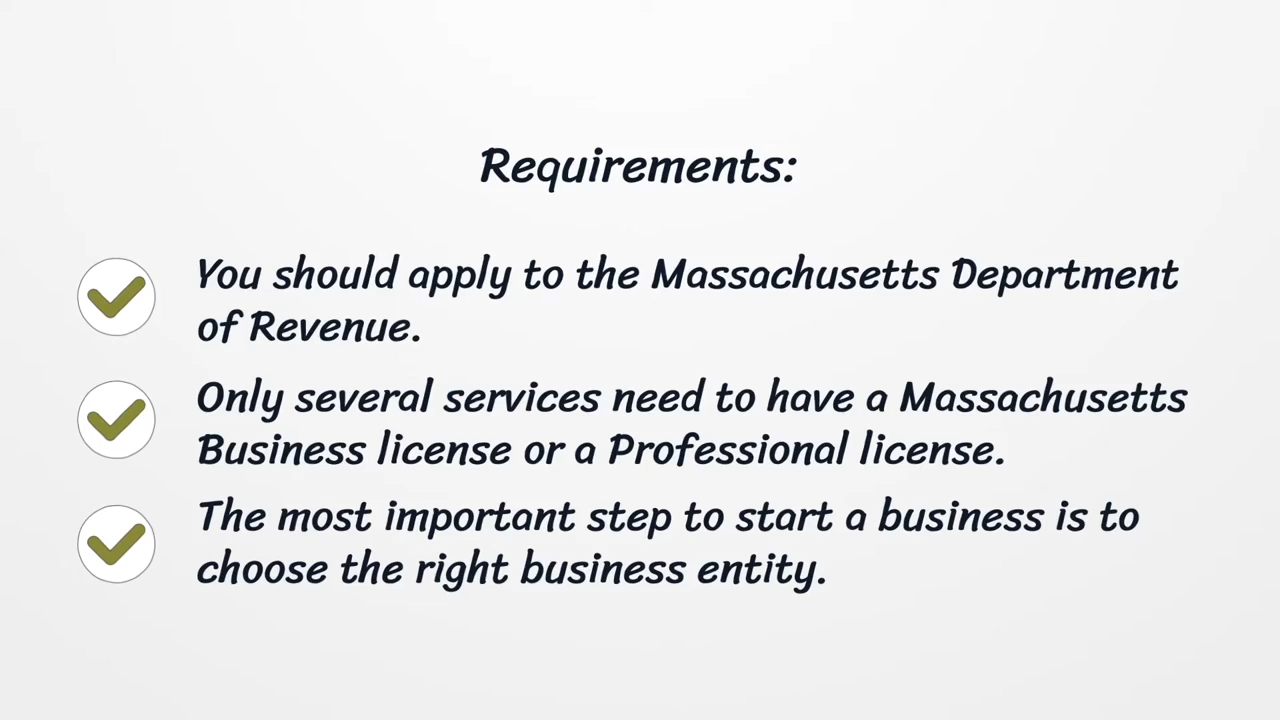 Requirements:
You should apply to the Massachusetts Department
of Revenue.
Only several services need to have a Massachusetts
Business license or a Professional license.
The most important step to start a business is to
choose the right business entity.